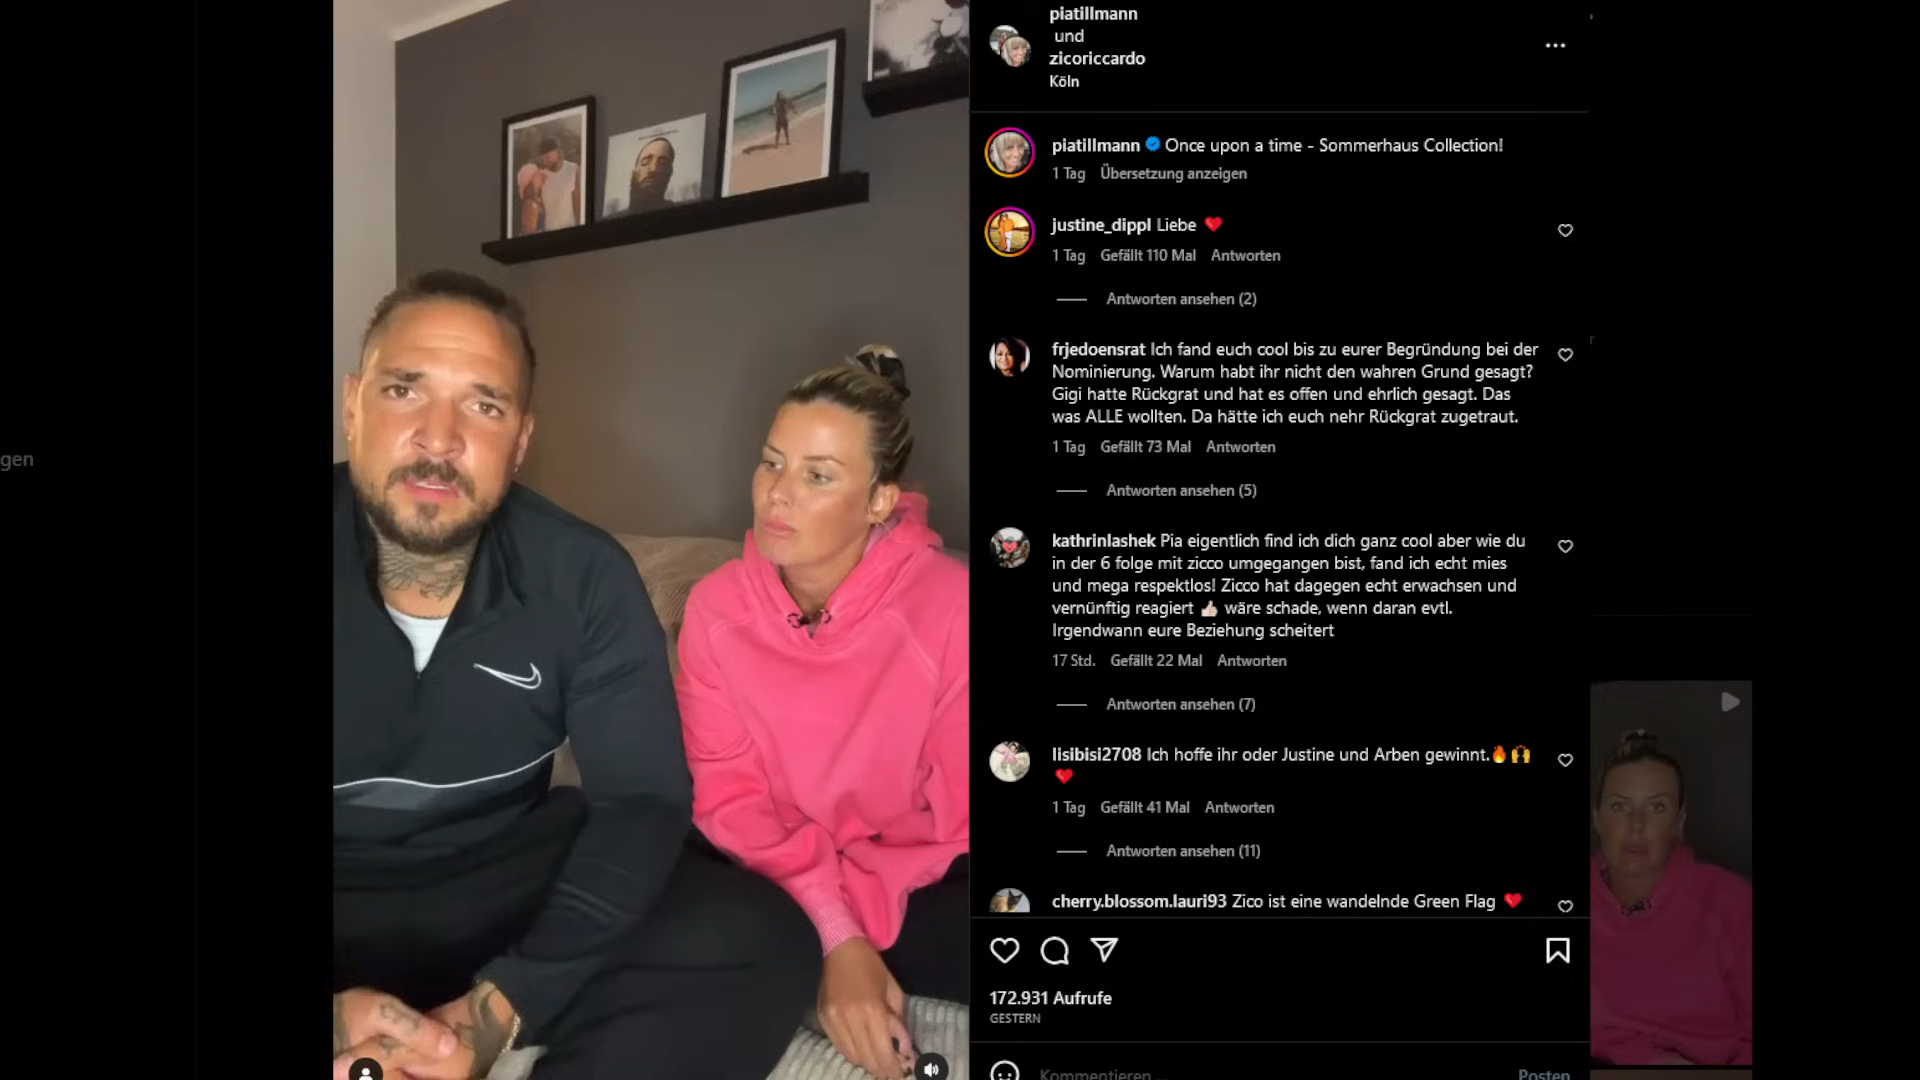 piatillmann
und
zicoriccardo
Köln
piatillmann Once upon a time - Sommerhaus Collection!
1 Tag Übersetzung anzeigen
justine_dippl Liebe ❤️
1 Tag Gefällt 110 Mal Antworten
Antworten ansehen (2)
frjedoensrat Ich fand euch cool bis zu eurer Begründung bei der
Nominierung. Warum habt ihr nicht den wahren Grund gesagt?
Gigi hatte Rückgrat und hat es offen und ehrlich gesagt. Das
was ALLE wollten. Da hätte ich euch nehr Rückgrat zugetraut.
1 Tag Gefällt 73 Mal Antworten
Antworten ansehen (5)
gen
kathrinlashek Pia eigentlich find ich dich ganz cool aber wie du
in der 6 folge mit zicco umgegangen bist, fand ich echt mies
und mega respektlos! Zicco hat dagegen echt erwachsen und
vernünftig reagiert 👍🏻 wäre schade, wenn daran evtl.
Irgendwann eure Beziehung scheitert
17 Std. Gefällt 22 Mal Antworten
Antworten ansehen (7)
lisibisi2708 Ich hoffe ihr oder Justine und Arben gewinnt.🔥🙌
❤️
1 Tag Gefällt 41 Mal Antworten
Antworten ansehen (11)
cherry.blossom.lauri93 Zico ist eine wandelnde Green Flag ❤️
172.931 Aufrufe
GESTERN
Kommentieren ...
Posten